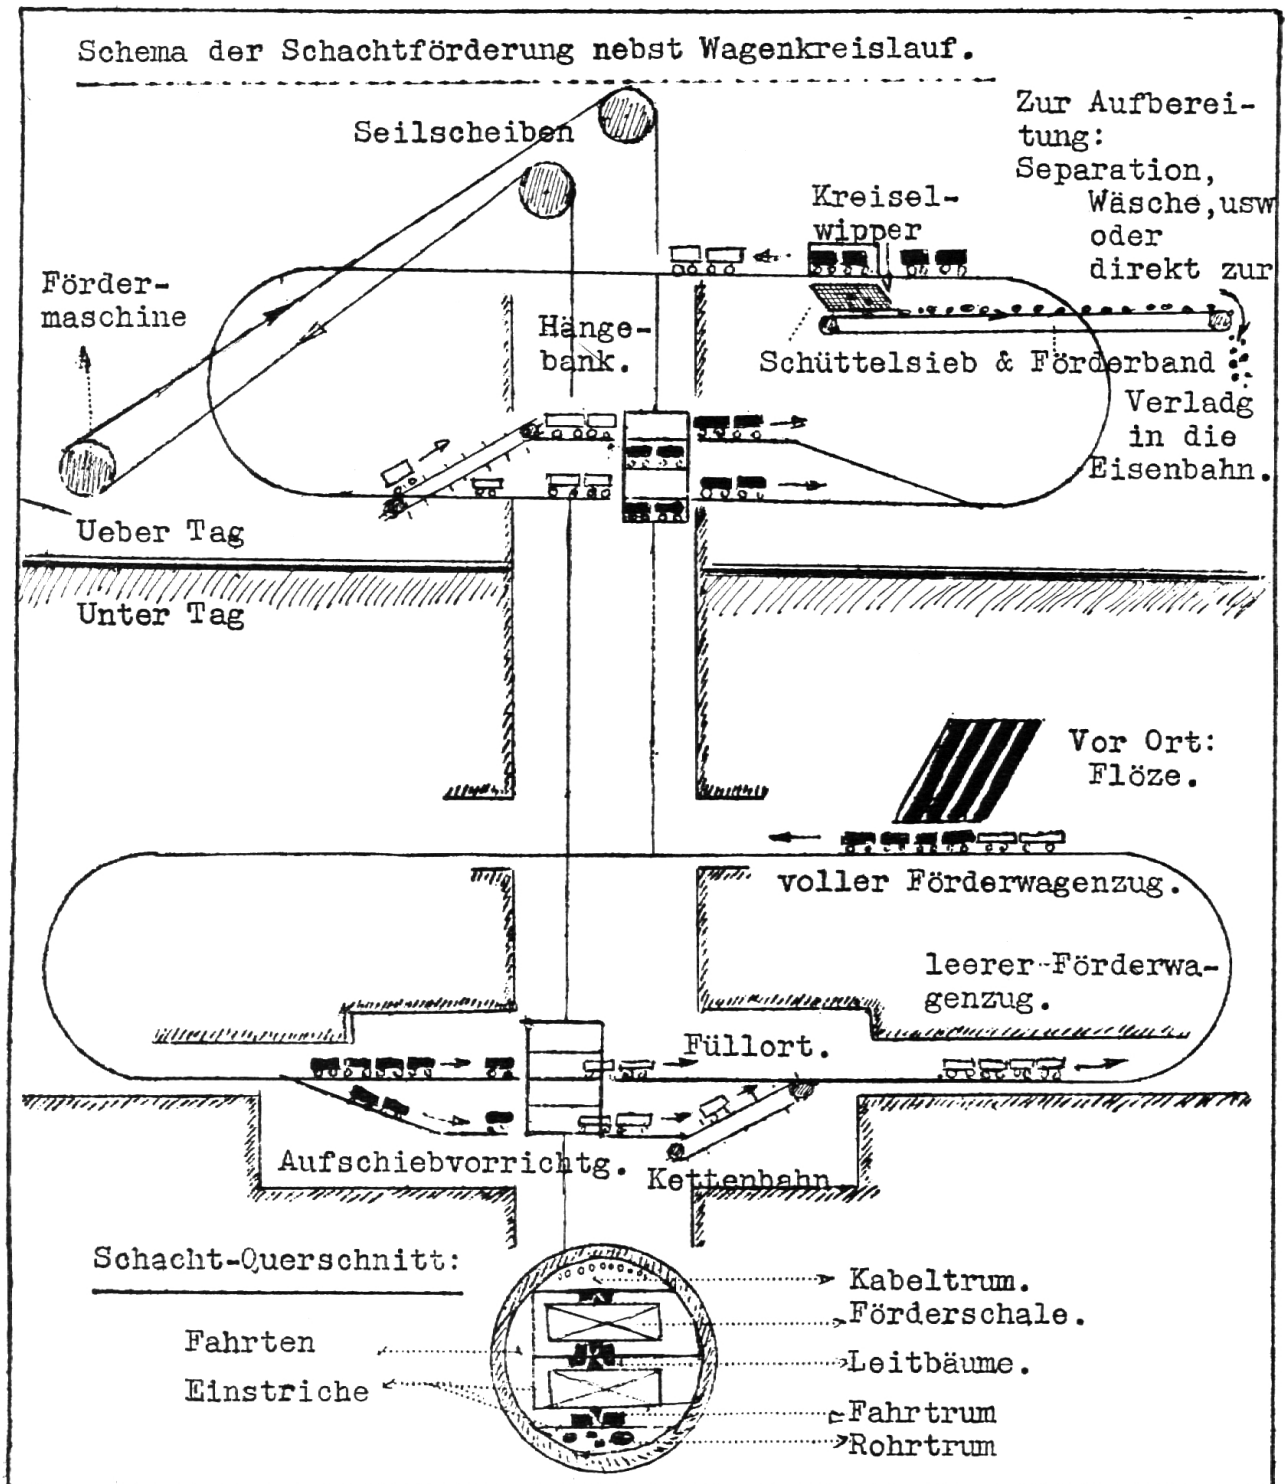 Schema der Schachtförderung nebst Wagenkreislauf.
Seilscheiben
Zur Aufberei-
tung:
Separation,
Wäsche,usw
oder
direkt zur
Kreisel-
wipper
Förder-
maschine
Hänge-
bank.
Schüttelsieb & Förderband
Verladg
in die
Eisenbahn.
Ueber Tag
Unter Tag
Vor Ort:
Flöze.
voller Förderwagenzug.
leerer Förderwa-
genzug.
Füllort.
Aufschiebvorrichtg.
Kettenbahn
Schacht-Querschnitt:
Kabeltrum.
Förderschale.
Fahrten
Leitbäume.
Einstriche
Fahrtrum
Rohrtrum